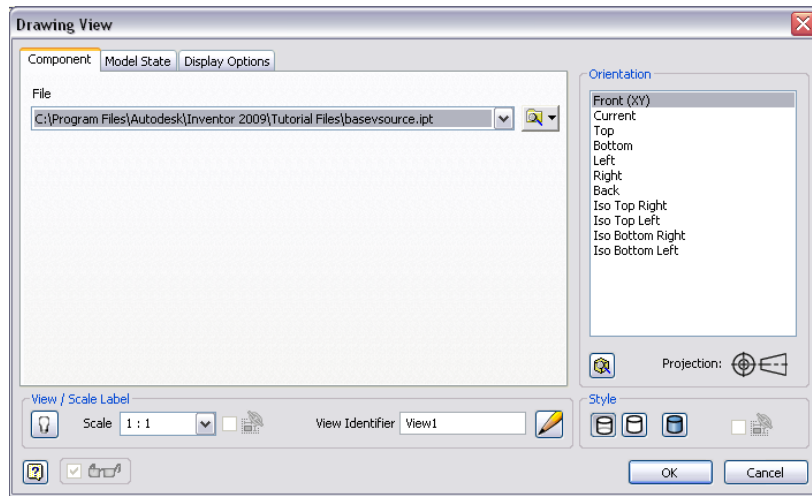 Drawing View
Component Model State Display Options
File
C:\Program Files\Autodesk\Inventor 2009\Tutorial Files\basevsource.ipt
Orientation
Front (XY)
Current
Top
Bottom
Left
Right
Back
Iso Top Right
Iso Top Left
Iso Bottom Right
Iso Bottom Left
Projection:
View / Scale Label
Scale 1 : 1 View Identifier View1
Style
OK Cancel